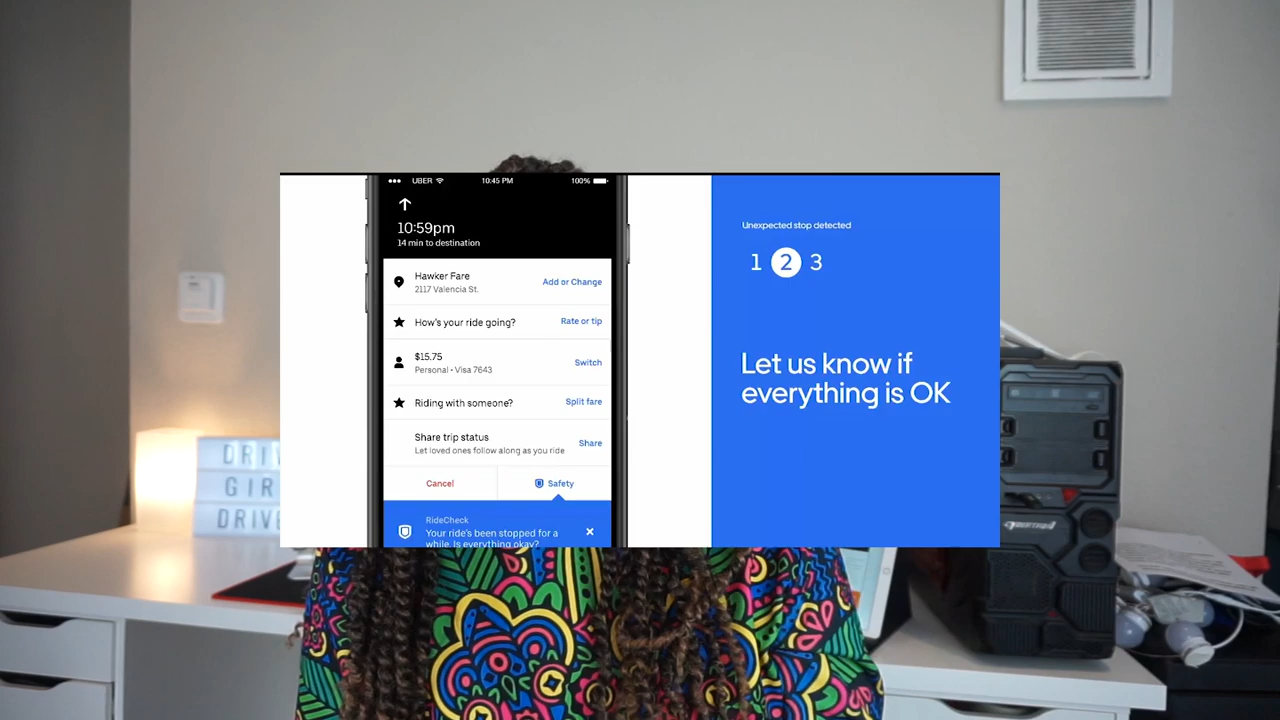 UBER
10:45 PM
100%
10:59pm
14 min to destination
Hawker Fare
2117 Valencia St.
Add or Change
How's your ride going?
Rate or tip
$15.75
Personal • Visa 7643
Switch
Riding with someone?
Split fare
Share trip status
Let loved ones follow along as you ride
Share
Cancel
Safety
RideCheck
Your ride's been stopped for a
while. Is everything okay?
Unexpected stop detected
1 2 3
Let us know if
everything is OK
DRIV
GIR
DRIVE
CYBERTRON